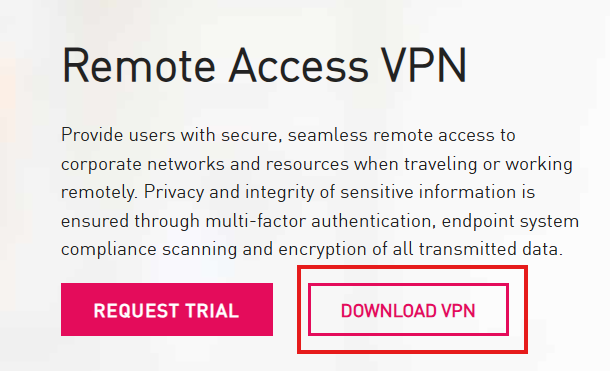 Remote Access VPN
Provide users with secure, seamless remote access to
corporate networks and resources when traveling or working
remotely. Privacy and integrity of sensitive information is
ensured through multi-factor authentication, endpoint system
compliance scanning and encryption of all transmitted data.
REQUEST TRIAL
DOWNLOAD VPN